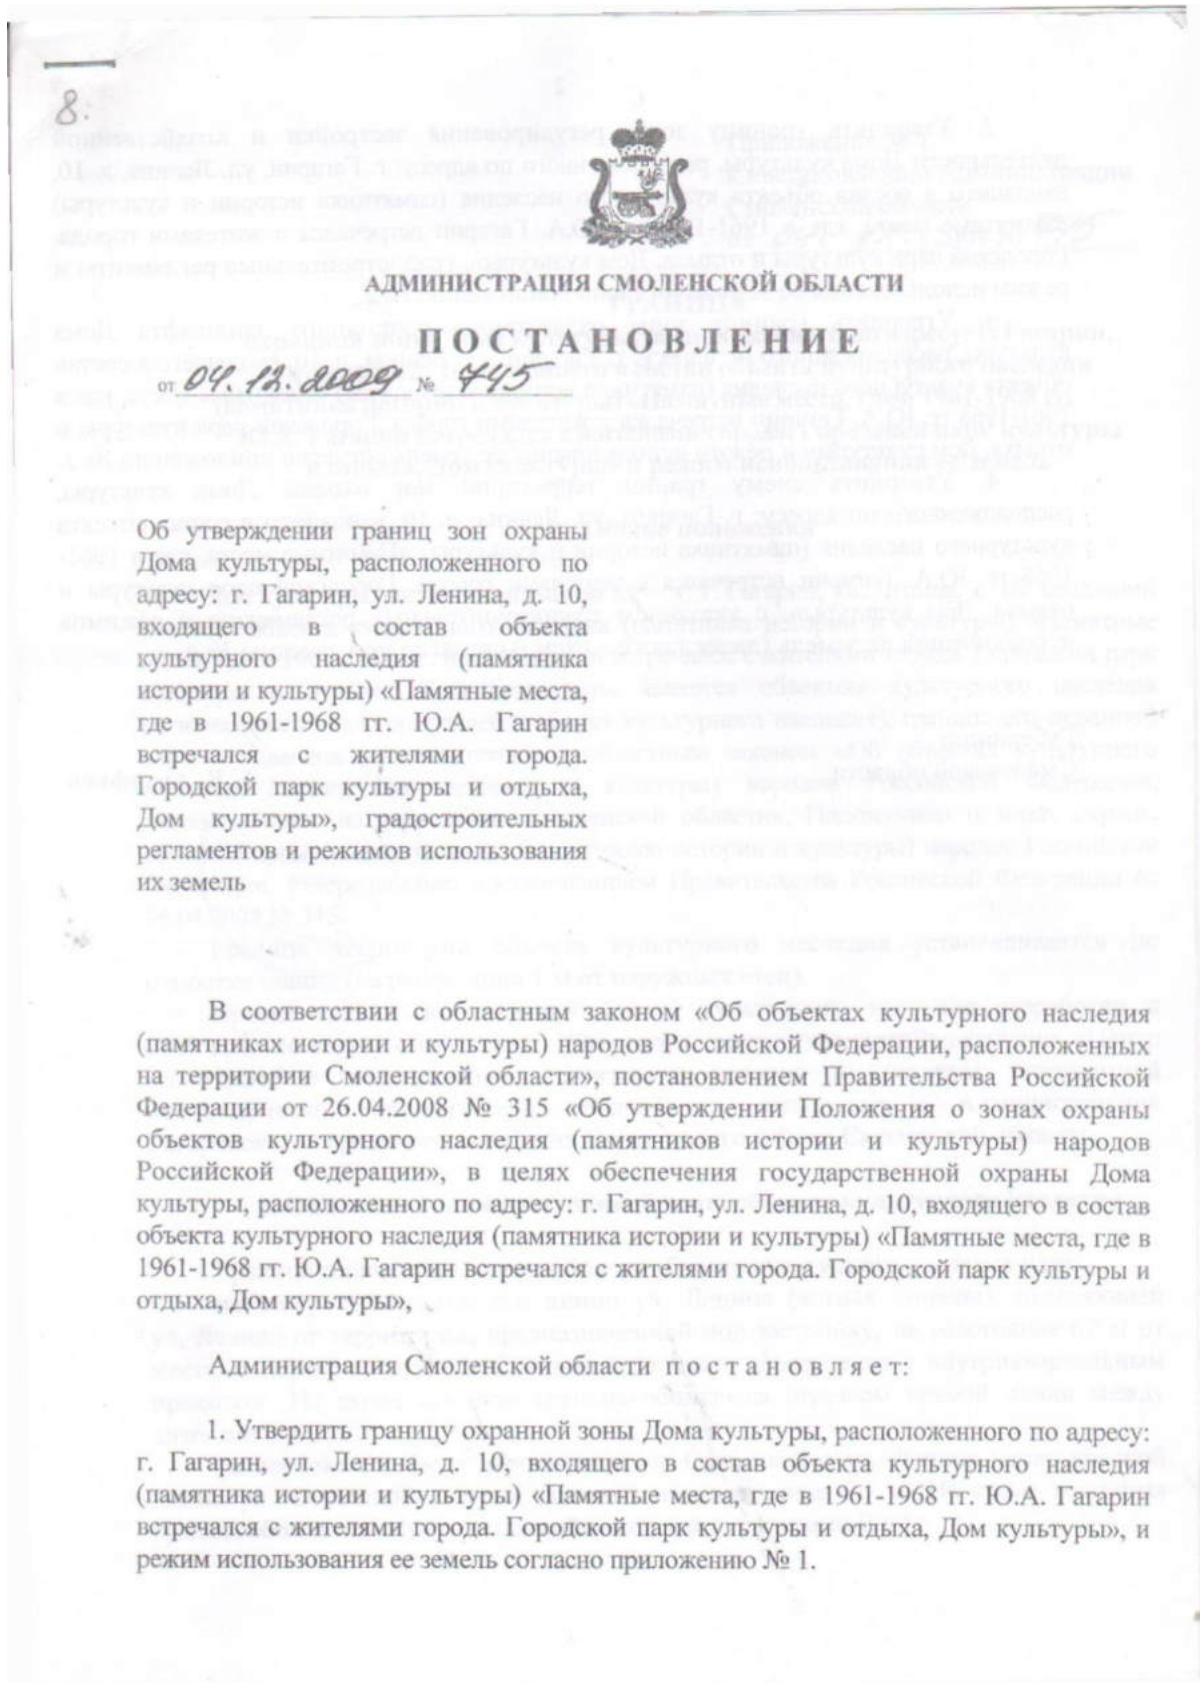 8.
АДМИНИСТРАЦИЯ СМОЛЕНСКОЙ ОБЛАСТИ
ПОСТАНОВЛЕНИЕ
от 04.12.2009 № 745
Об утверждении границ зон охраны
Дома культуры, расположенного по
адресу: г. Гагарин, ул. Ленина, д. 10,
входящего в состав объекта
культурного наследия (памятника
истории и культуры) «Памятные места,
где в 1961-1968 гг. Ю.А. Гагарин
встречался с жителями города.
Городской парк культуры и отдыха,
Дом культуры», градостроительных
регламентов и режимов использования
их земель
В соответствии с областным законом «Об объектах культурного наследия
(памятниках истории и культуры) народов Российской Федерации, расположенных
на территории Смоленской области», постановлением Правительства Российской
Федерации от 26.04.2008 № 315 «Об утверждении Положения о зонах охраны
объектов культурного наследия (памятников истории и культуры) народов
Российской Федерации», в целях обеспечения государственной охраны Дома
культуры, расположенного по адресу: г. Гагарин, ул. Ленина, д. 10, входящего в состав
объекта культурного наследия (памятника истории и культуры) «Памятные места, где в
1961-1968 гг. Ю.А. Гагарин встречался с жителями города. Городской парк культуры и
отдыха, Дом культуры»,
Администрация Смоленской области п о с т а н о в л я е т:
1. Утвердить границу охранной зоны Дома культуры, расположенного по адресу:
г. Гагарин, ул. Ленина, д. 10, входящего в состав объекта культурного наследия
(памятника истории и культуры) «Памятные места, где в 1961-1968 гг. Ю.А. Гагарин
встречался с жителями города. Городской парк культуры и отдыха, Дом культуры», и
режим использования ее земель согласно приложению № 1.